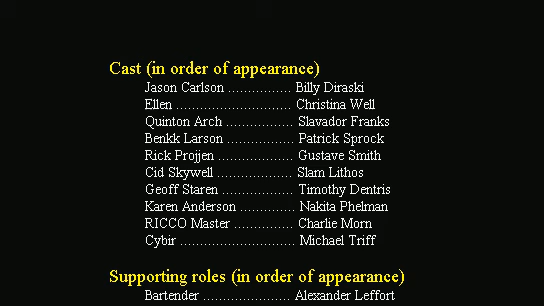 Cast (in order of appearance)
Jason Carlson ............... Billy Diraski
Ellen ........................... Christina Well
Quinton Arch ................ Slavador Franks
Benkk Larson ................ Patrick Sprock
Rick Projjen .................. Gustave Smith
Cid Skywell .................. Slam Lithos
Geoff Staren ................. Timothy Dentris
Karen Anderson ............. Nakita Phelman
RICCO Master .............. Charlie Morn
Cybir ........................... Michael Triff
Supporting roles (in order of appearance)
Bartender ..................... Alexander Leffort